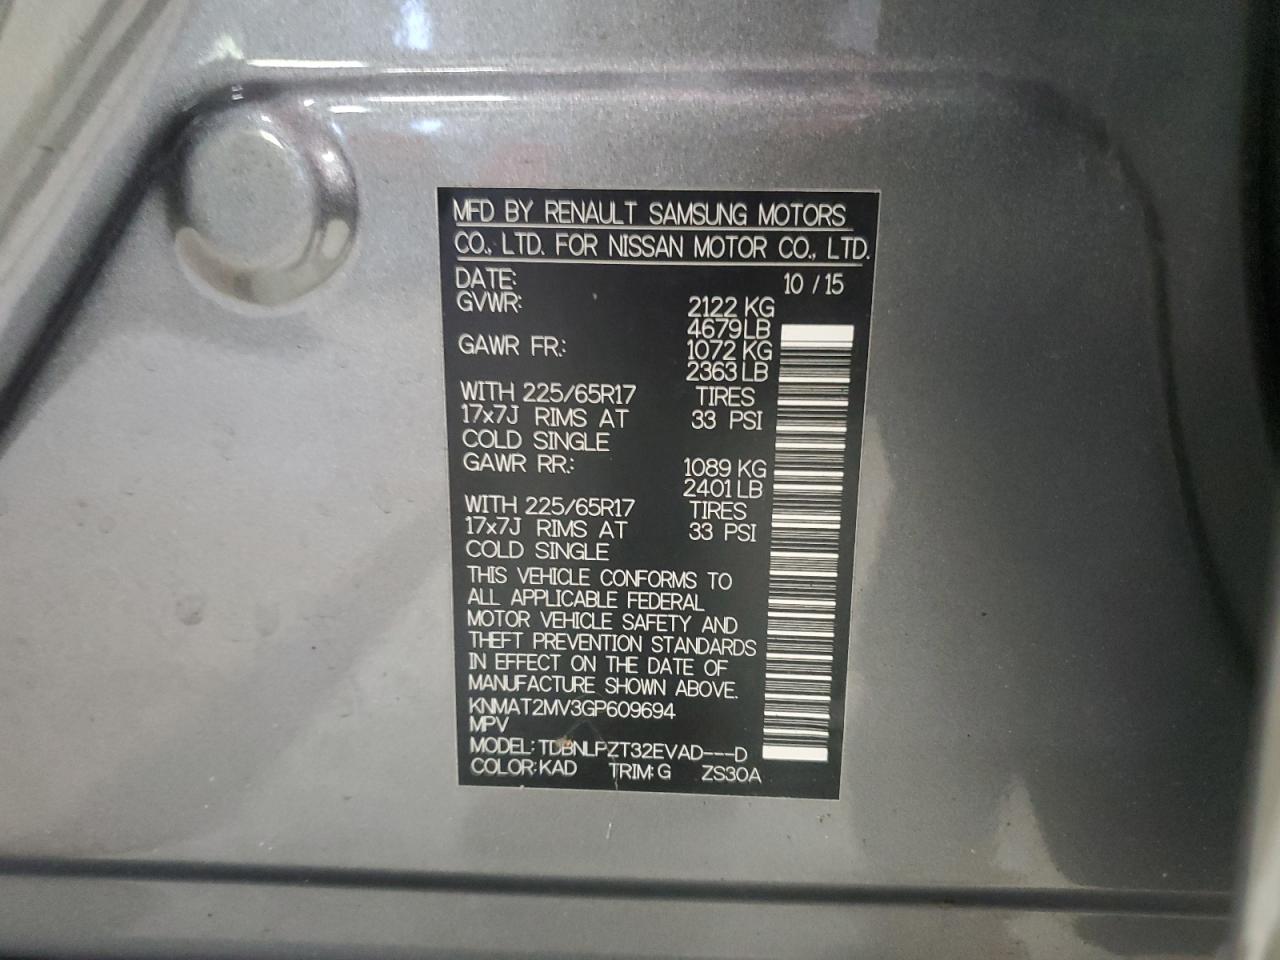 MFD BY RENAULT SAMSUNG MOTORS
CO., LTD. FOR NISSAN MOTOR CO., LTD.
DATE: 10 / 15
GVWR: 2122 KG
4679 LB
GAWR FR.: 1072 KG
2363 LB
WITH 225/65R17 TIRES
17x7J RIMS AT 33 PSI
COLD SINGLE
GAWR RR.: 1089 KG
2401 LB
WITH 225/65R17 TIRES
17x7J RIMS AT 33 PSI
COLD SINGLE
THIS VEHICLE CONFORMS TO
ALL APPLICABLE FEDERAL
MOTOR VEHICLE SAFETY AND
THEFT PREVENTION STANDARDS
IN EFFECT ON THE DATE OF
MANUFACTURE SHOWN ABOVE.
KNMAT2MV3GP609694
MPV
MODEL: TDBNLPZT32EVAD---D
COLOR: KAD TRIM: G ZS30A